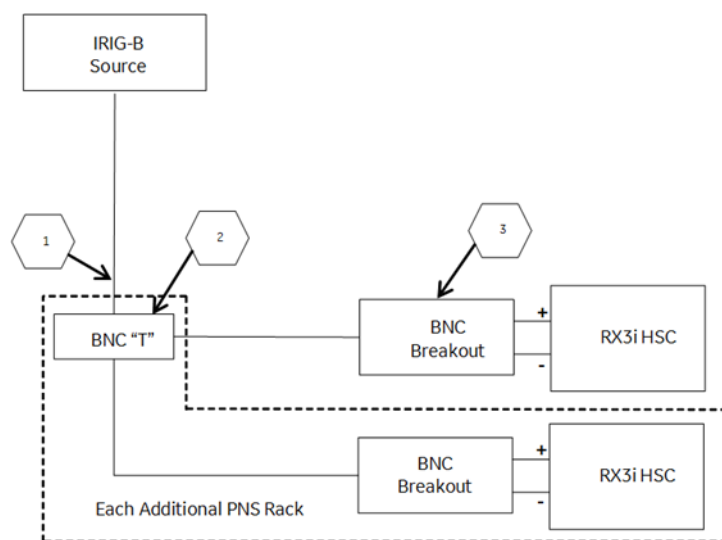 IRIG-B
Source
1
2
3
BNC “T”
BNC
Breakout
+
-
RX3i HSC
BNC
Breakout
+
-
RX3i HSC
Each Additional PNS Rack